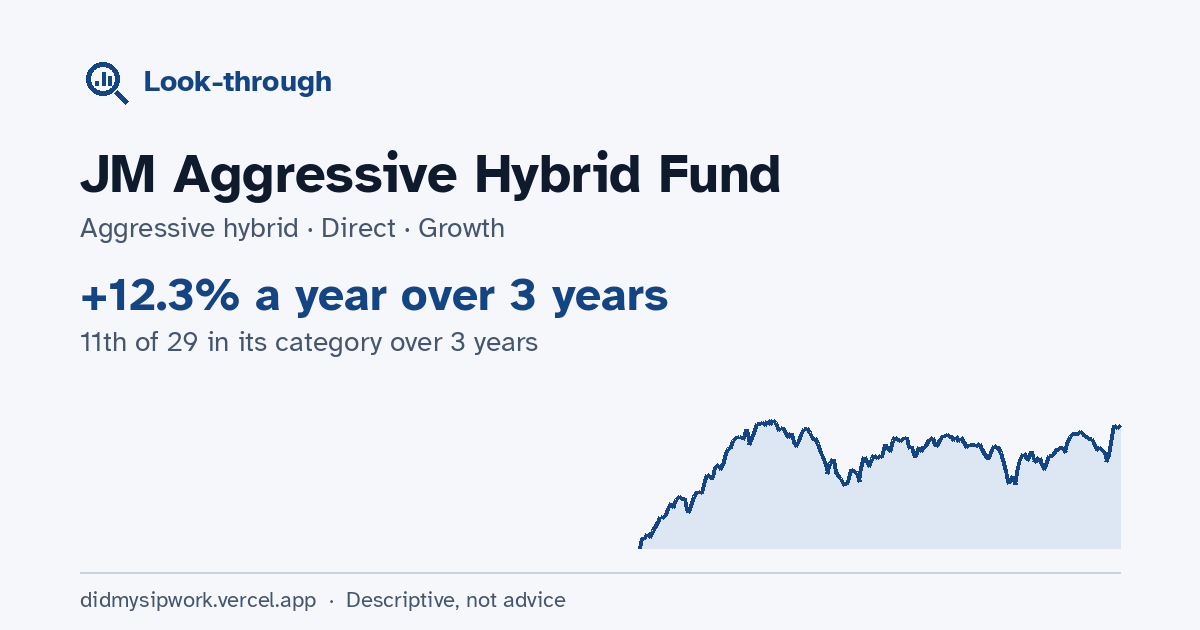 Look-through
JM Aggressive Hybrid Fund
Aggressive hybrid · Direct · Growth
+12.3% a year over 3 years
11th of 29 in its category over 3 years
didmysipwork.vercel.app · Descriptive, not advice